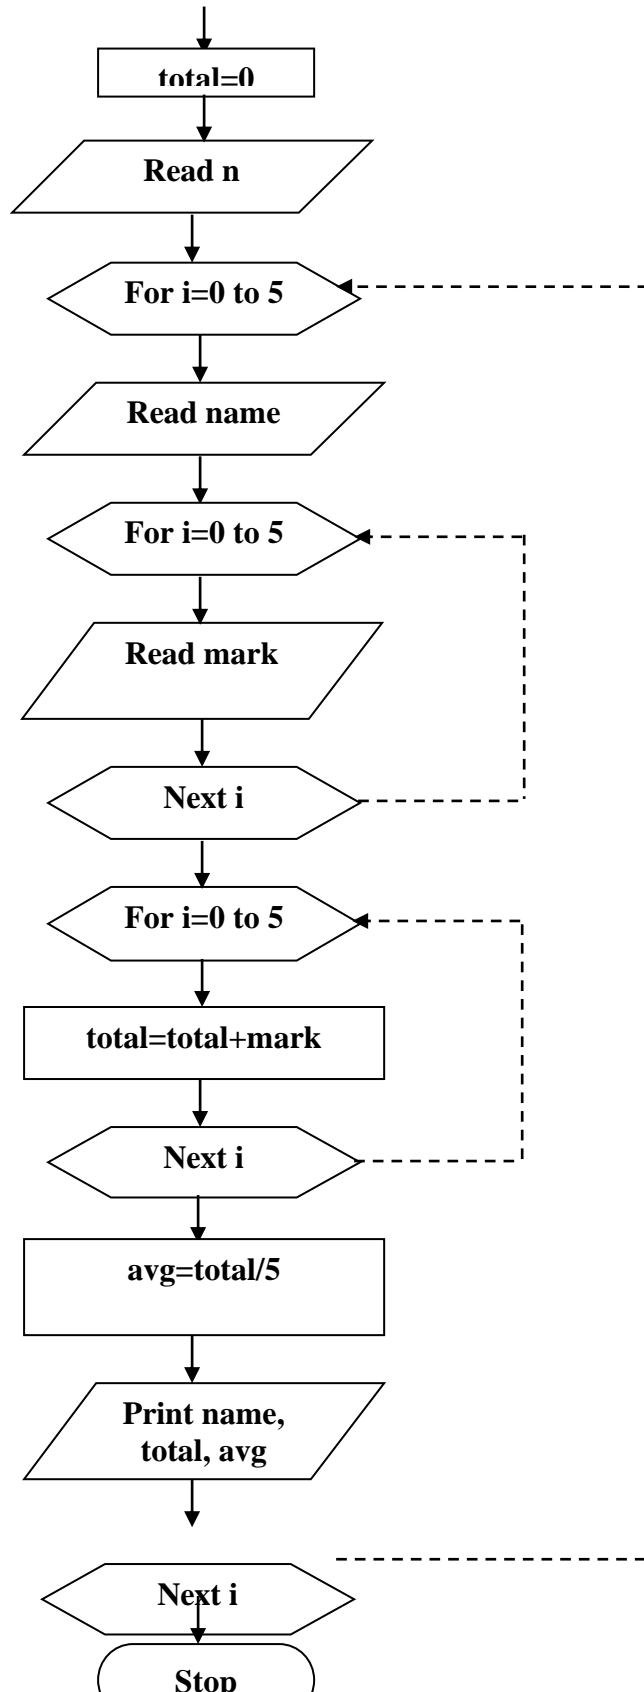 total=0
Read n
For i=0 to 5
Read name
For i=0 to 5
Read mark
Next i
For i=0 to 5
total=total+mark
Next i
avg=total/5
Print name,
total, avg
Next i
Stop